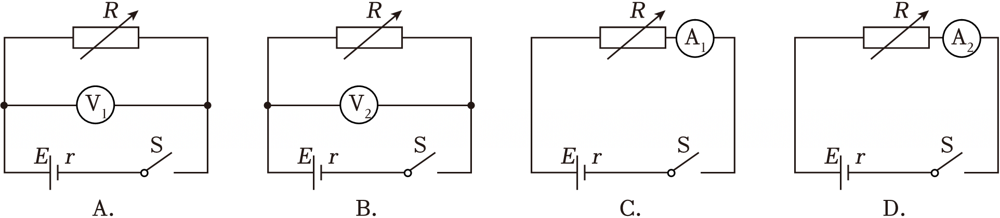 R R R R
A₁ A₂
V₁ V₂
S S S S
E r E r E r E r
A. B. C. D.